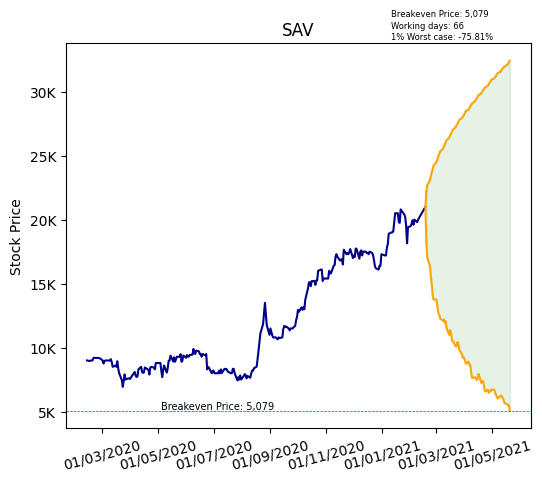 Breakeven Price: 5,079
Working days: 66
1% Worst case: -75.81%
SAV
Stock Price
30K
25K
20K
15K
10K
5K
Breakeven Price: 5,079
01/03/2020
01/05/2020
01/07/2020
01/09/2020
01/11/2020
01/01/2021
01/03/2021
01/05/2021